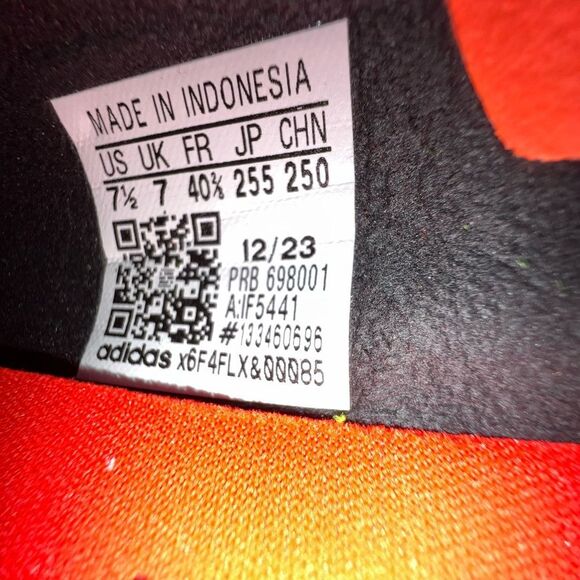 MADE IN INDONESIA
US UK FR JP CHN
7½ 7 40⅔ 255 250
12/23
PRB 698001
A:IF5441
#133460696
adidas x6F4FLX&00085